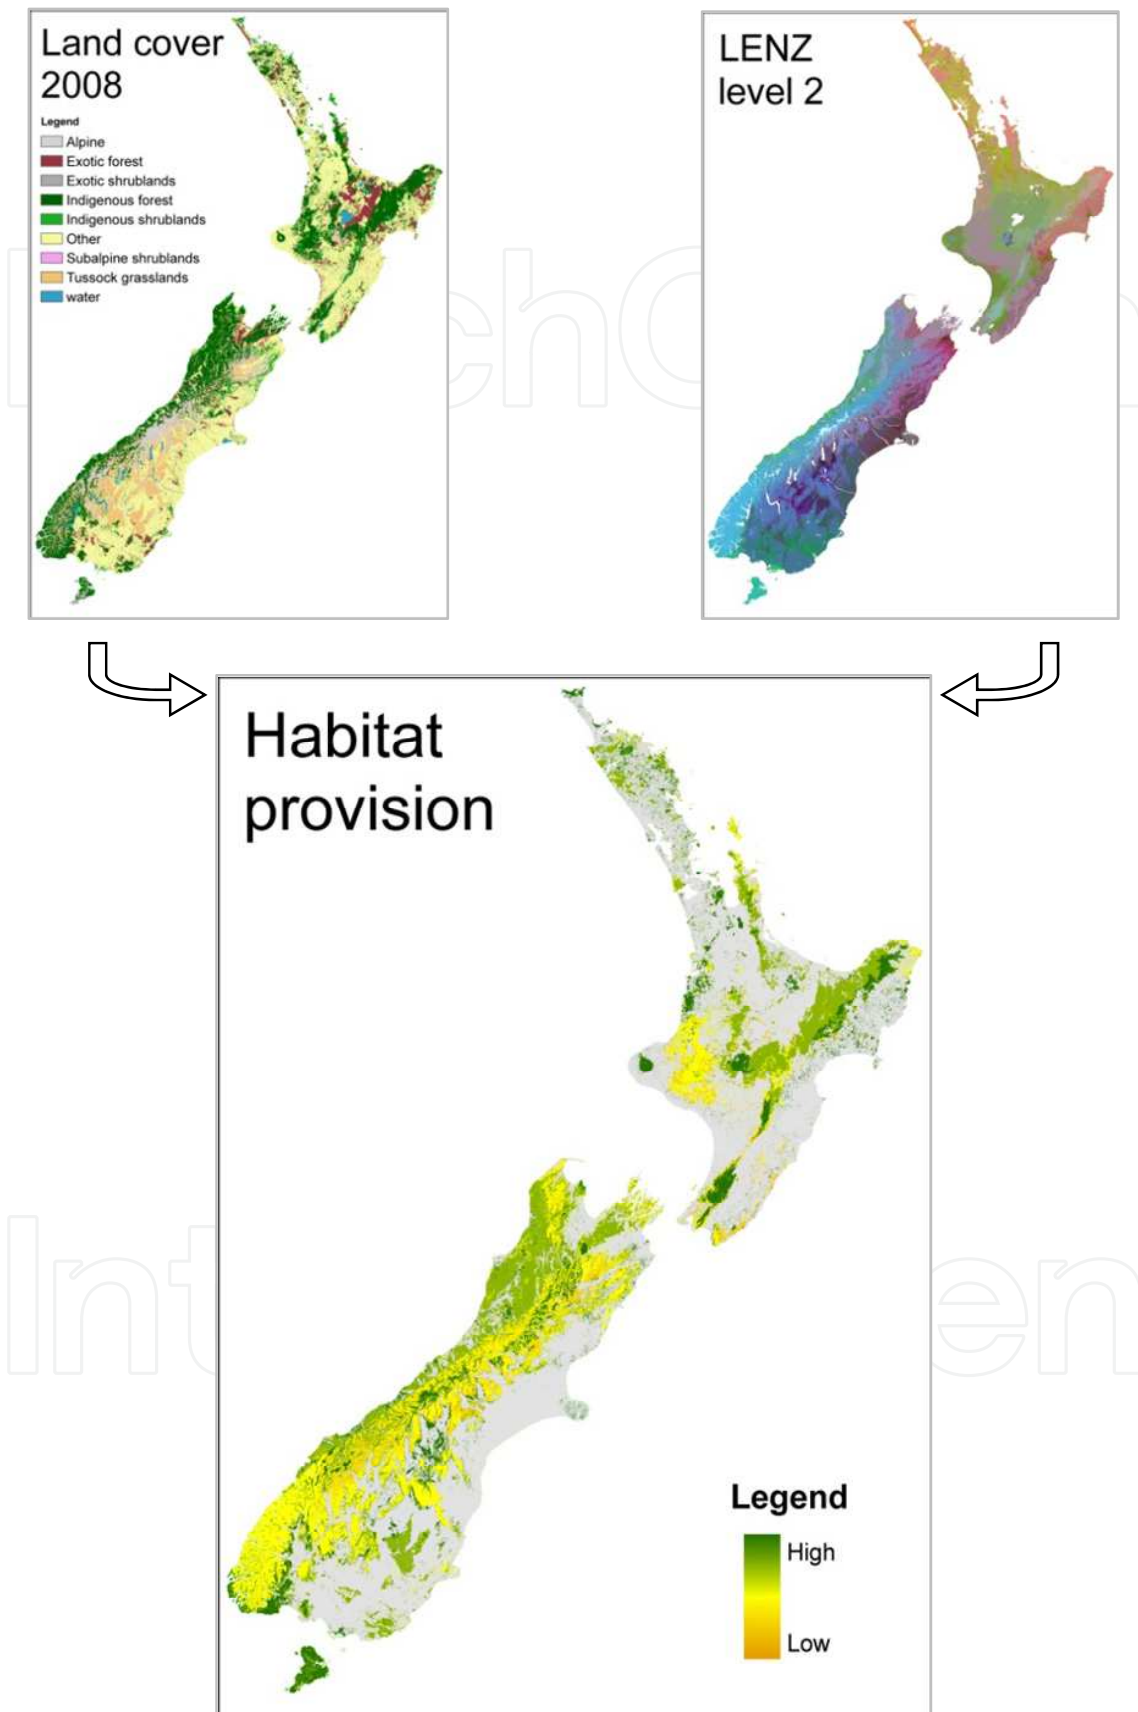 Land cover
2008
Legend
Alpine
Exotic forest
Exotic shrublands
Indigenous forest
Indigenous shrublands
Other
Subalpine shrublands
Tussock grasslands
water
LENZ
level 2
Habitat
provision
Legend
High
Low